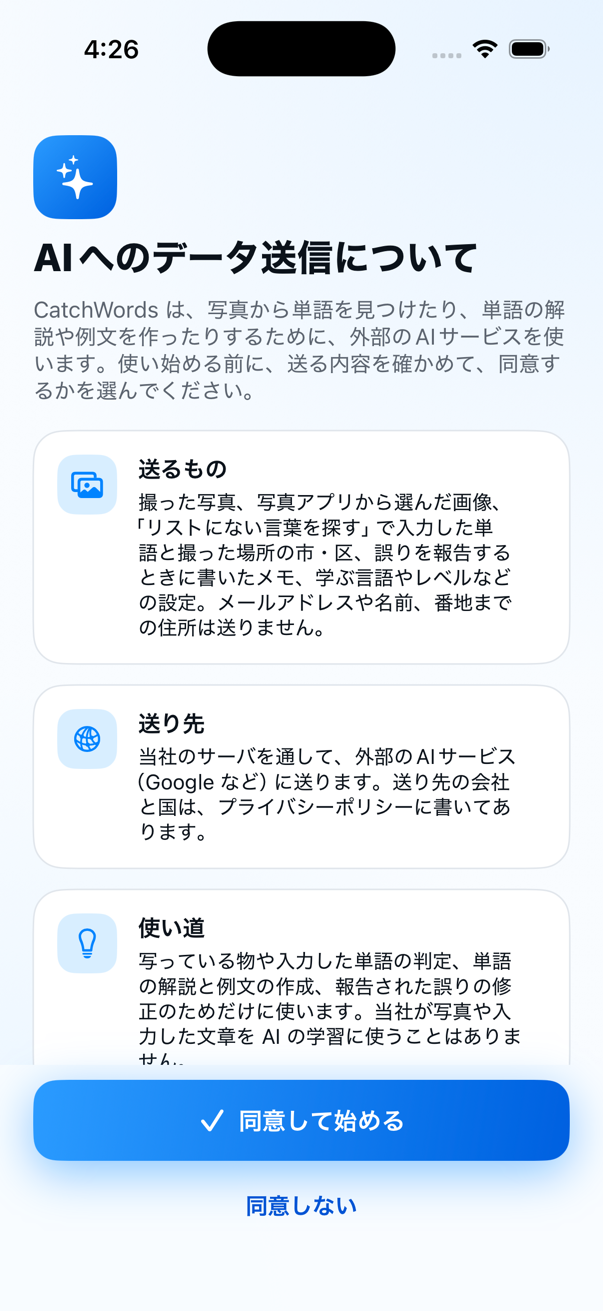 4:26
AIへのデータ送信について
CatchWords は、写真から単語を見つけたり、単語の解
説や例文を作ったりするために、外部のAIサービスを使
います。使い始める前に、送る内容を確かめて、同意す
るかを選んでください。
送るもの
撮った写真、写真アプリから選んだ画像、
「リストにない言葉を探す」で入力した単
語と撮った場所の市・区、誤りを報告する
ときに書いたメモ、学ぶ言語やレベルなど
の設定。メールアドレスや名前、番地まで
の住所は送りません。
送り先
当社のサーバを通して、外部のAIサービス
（Google など）に送ります。送り先の会社
と国は、プライバシーポリシーに書いてあ
ります。
使い道
写っている物や入力した単語の判定、単語
の解説と例文の作成、報告された誤りの修
正のためだけに使います。当社が写真や入
力した文章を AI の学習に使うことはありま
せん。
同意して始める
同意しない